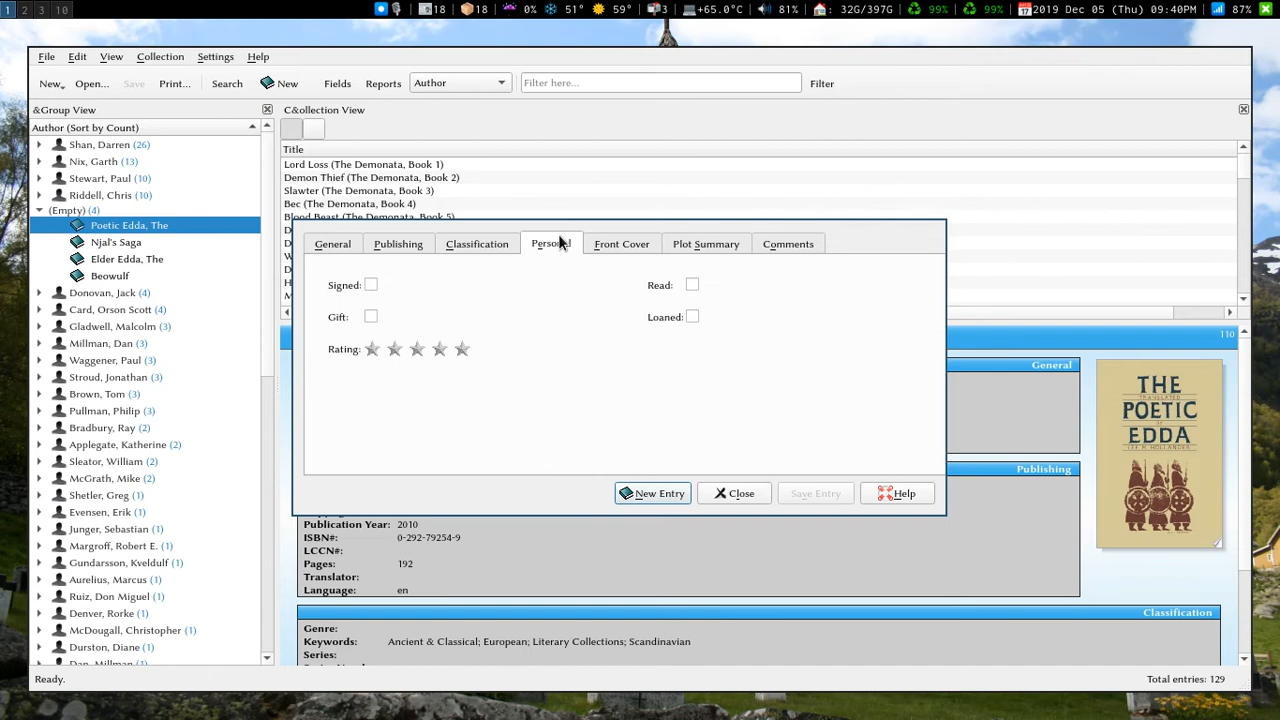 1 2 3 10
18 18 0% 51° 59° 3 +65.0°C 81% : 32G/397G 99% 99% 2019 Dec 05 (Thu) 09:40PM 87%
File Edit View Collection Settings Help
New Open... Save Print... Search New Fields Reports Author Filter here... Filter
&Group View
C&ollection View
Author (Sort by Count)
Shan, Darren (26)
Nix, Garth (13)
Stewart, Paul (10)
Riddell, Chris (10)
(Empty) (4)
Poetic Edda, The
Njal's Saga
Elder Edda, The
Beowulf
Donovan, Jack (4)
Card, Orson Scott (4)
Gladwell, Malcolm (3)
Millman, Dan (3)
Waggener, Paul (3)
Stroud, Jonathan (3)
Brown, Tom (3)
Pullman, Philip (3)
Bradbury, Ray (2)
Applegate, Katherine (2)
Sleator, William (2)
McGrath, Mike (2)
Shetler, Greg (1)
Evensen, Erik (1)
Junger, Sebastian (1)
Margroff, Robert E. (1)
Gundarsson, Kveldulf (1)
Aurelius, Marcus (1)
Ruiz, Don Miguel (1)
Denver, Rorke (1)
McDougall, Christopher (1)
Durston, Diane (1)
Dan, Millman (1)
Title
Lord Loss (The Demonata, Book 1)
Demon Thief (The Demonata, Book 2)
Slawter (The Demonata, Book 3)
Bec (The Demonata, Book 4)
Blood Beast (The Demonata, Book 5)
General Publishing Classification Personal Front Cover Plot Summary Comments
Signed: Read:
Gift: Loaned:
Rating:
New Entry Close Save Entry Help
110
General
Publishing
Publication Year: 2010
ISBN#: 0-292-79254-9
LCCN#:
Pages: 192
Translator:
Language: en
Classification
Genre:
Keywords: Ancient & Classical; European; Literary Collections; Scandinavian
Series:
THE
POETIC
EDDA
Ready.
Total entries: 129